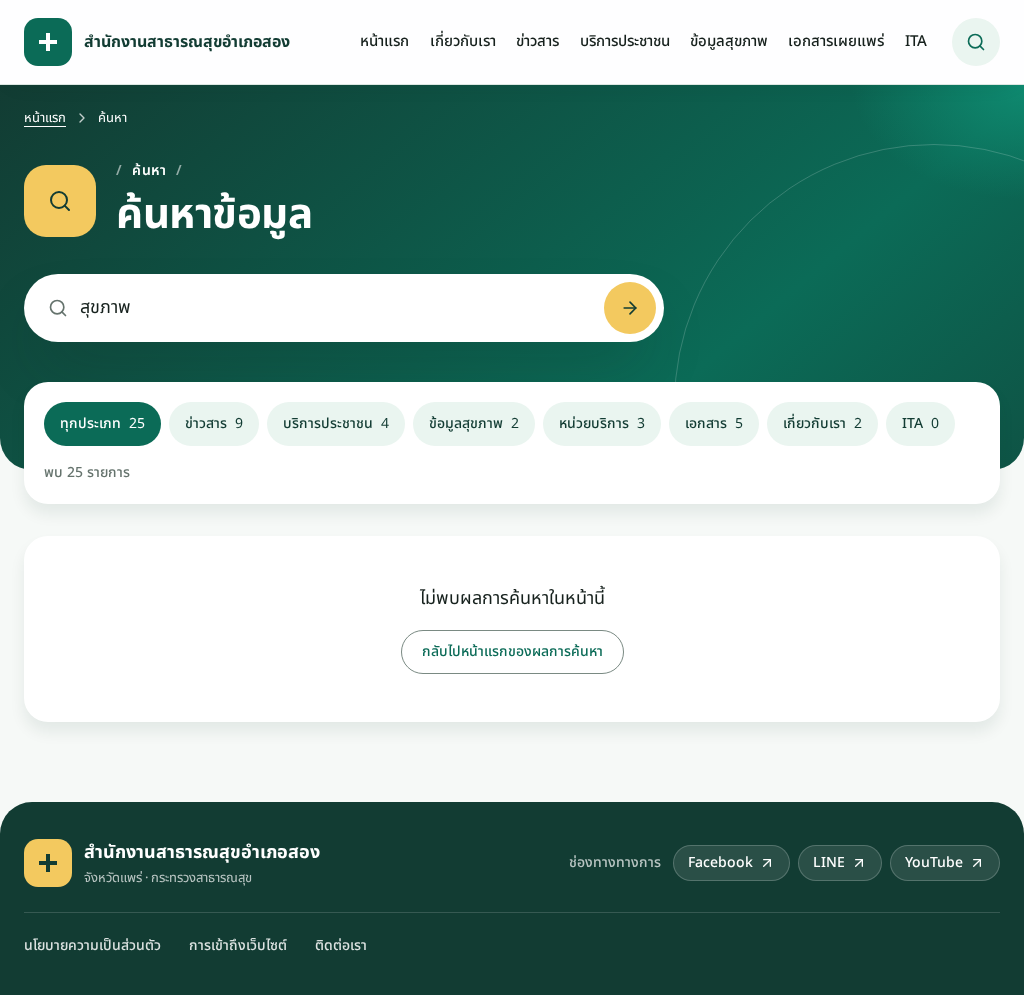 สำนักงานสาธารณสุขอำเภอสอง
หน้าแรก เกี่ยวกับเรา ข่าวสาร บริการประชาชน ข้อมูลสุขภาพ เอกสารเผยแพร่ ITA
หน้าแรก ค้นหา
/ ค้นหา /
ค้นหาข้อมูล
สุขภาพ
ทุกประเภท 25 ข่าวสาร 9 บริการประชาชน 4 ข้อมูลสุขภาพ 2 หน่วยบริการ 3 เอกสาร 5 เกี่ยวกับเรา 2 ITA 0
พบ 25 รายการ
ไม่พบผลการค้นหาในหน้านี้
กลับไปหน้าแรกของผลการค้นหา
สำนักงานสาธารณสุขอำเภอสอง
จังหวัดแพร่ · กระทรวงสาธารณสุข
ช่องทางทางการ Facebook LINE YouTube
นโยบายความเป็นส่วนตัว การเข้าถึงเว็บไซต์ ติดต่อเรา